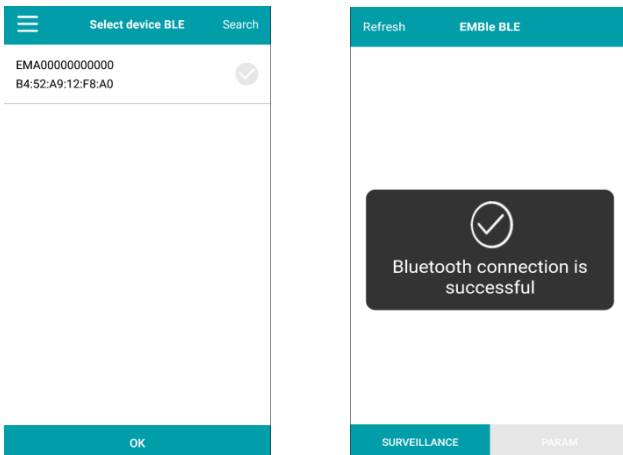 Select device BLE Search
EMA00000000000
B4:52:A9:12:F8:A0
OK
Refresh EMBle BLE
Bluetooth connection is
successful
SURVEILLANCE PARAM